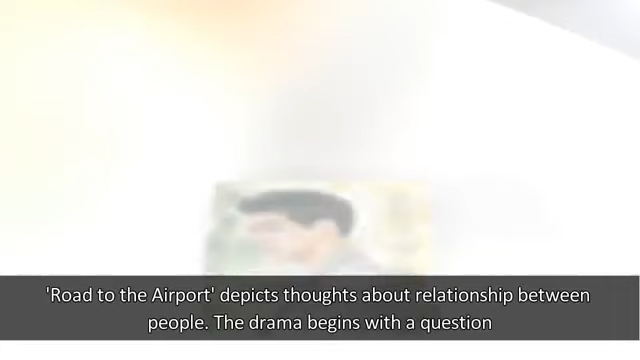 'Road to the Airport' depicts thoughts about relationship between
people. The drama begins with a question